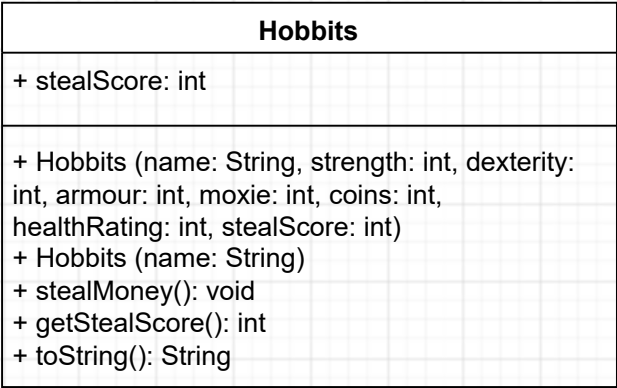 Hobbits
+ stealScore: int
+ Hobbits (name: String, strength: int, dexterity:
int, armour: int, moxie: int, coins: int,
healthRating: int, stealScore: int)
+ Hobbits (name: String)
+ stealMoney(): void
+ getStealScore(): int
+ toString(): String